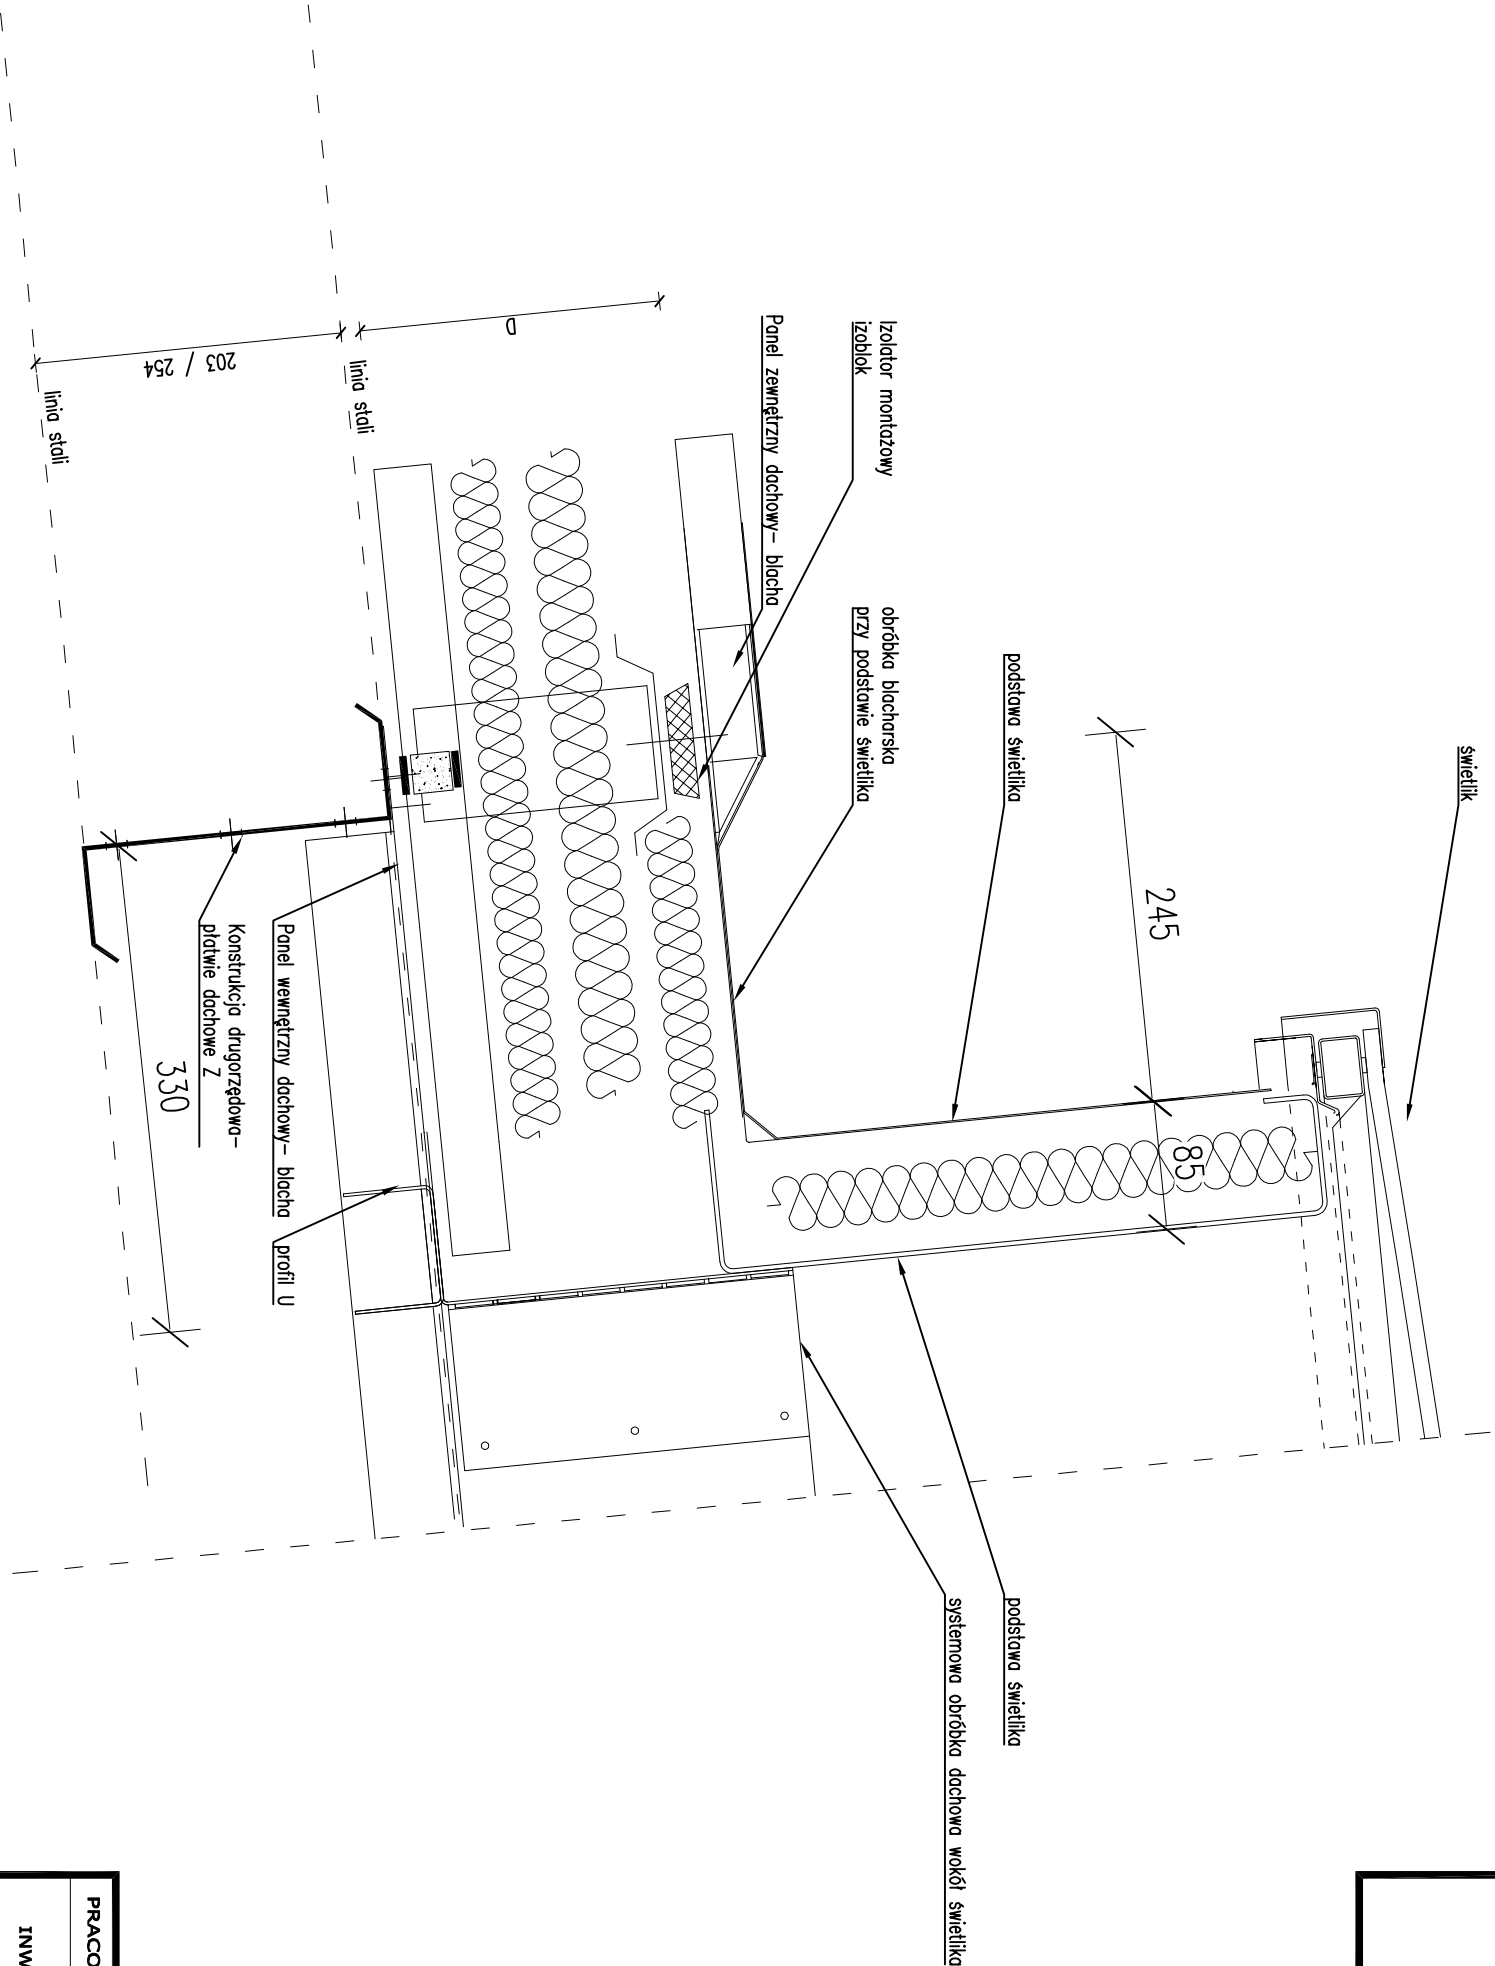 świetlik
245
85
podstawa świetlika
obróbka blacharska
przy podstawie świetlika
Izolator montażowy
izoblok
Panel zewnętrzny dachowy- blacha
D
203 / 254
linia stali
linia stali
Panel wewnętrzny dachowy- blacha
profil U
Konstrukcja drugorzędowa-
płatwie dachowe Z
330
podstawa świetlika
systemowa obróbka dachowa wokół świetlika
PRACO
INW